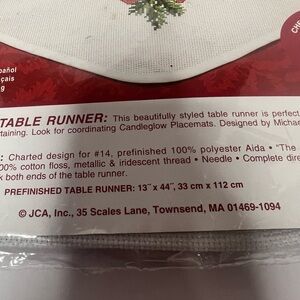 CHE
pañol
çais
g
TABLE RUNNER: This beautifully styled table runner is perfect
rtaining. Look for coordinating Candleglow Placemats. Designed by Michae
: Charted design for #14, prefinished 100% polyester Aida • "The
00% cotton floss, metallic & iridescent thread • Needle • Complete dire
k both ends of the table runner.
PREFINISHED TABLE RUNNER: 13" x 44", 33 cm x 112 cm
© JCA, Inc., 35 Scales Lane, Townsend, MA 01469-1094